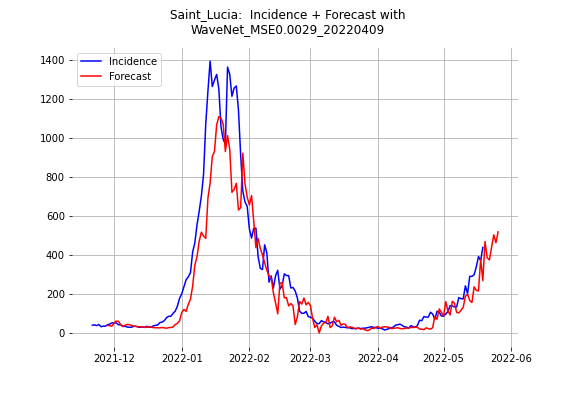 Saint_Lucia: Incidence + Forecast with
WaveNet_MSE0.0029_20220409
Incidence
Forecast
1400
1200
1000
800
600
400
200
0
2021-12 2022-01 2022-02 2022-03 2022-04 2022-05 2022-06